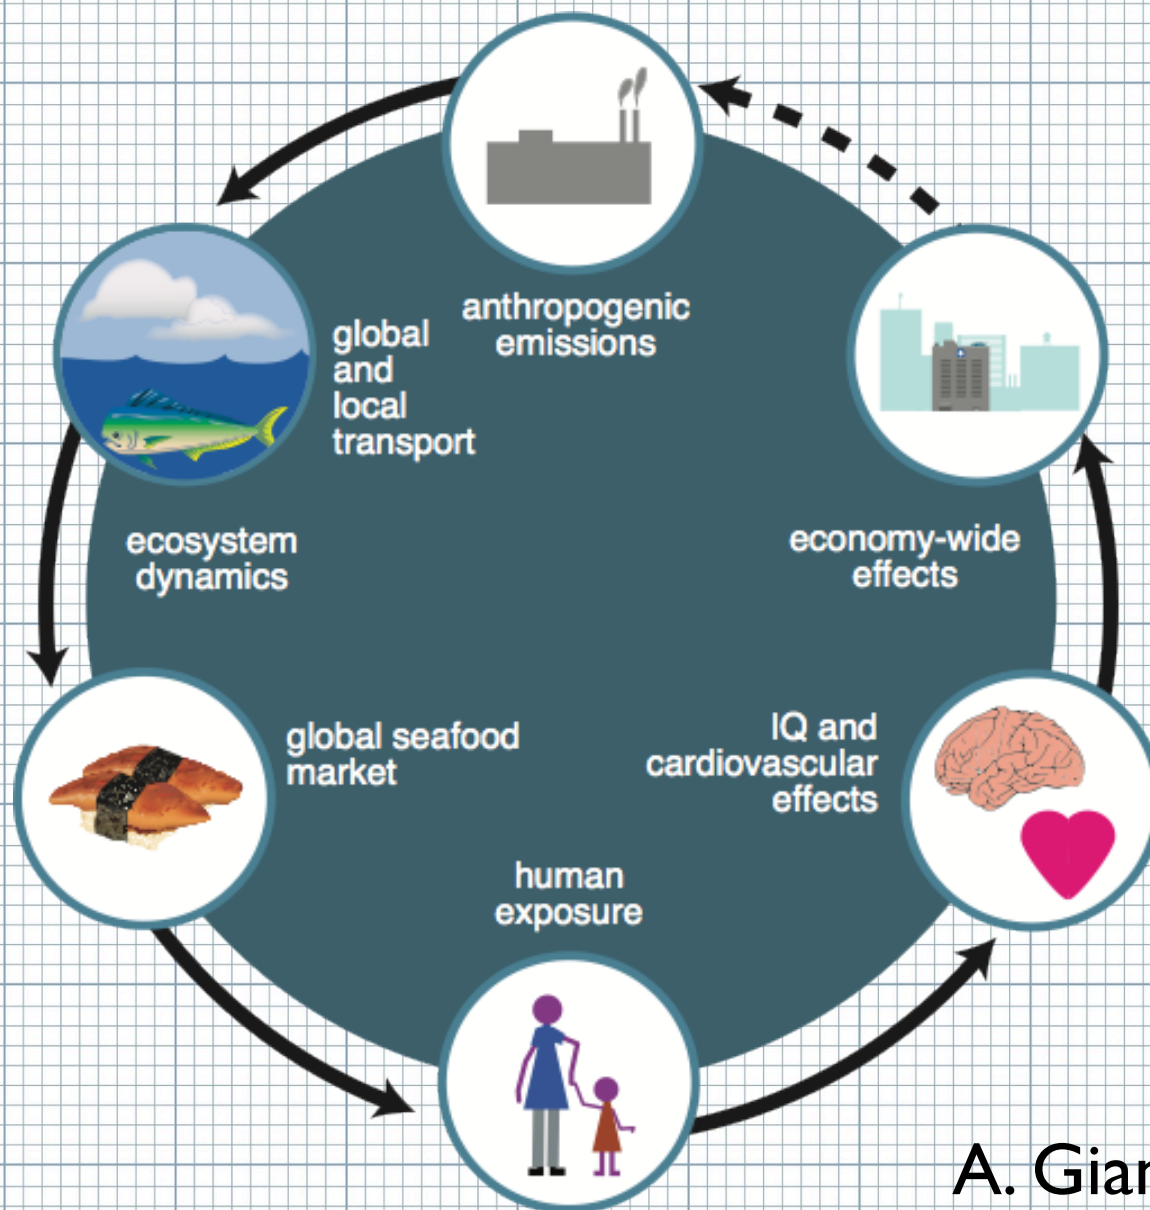 anthropogenic
emissions
global
and
local
transport
ecosystem
dynamics
economy-wide
effects
global seafood
market
IQ and
cardiovascular
effects
human
exposure
A.